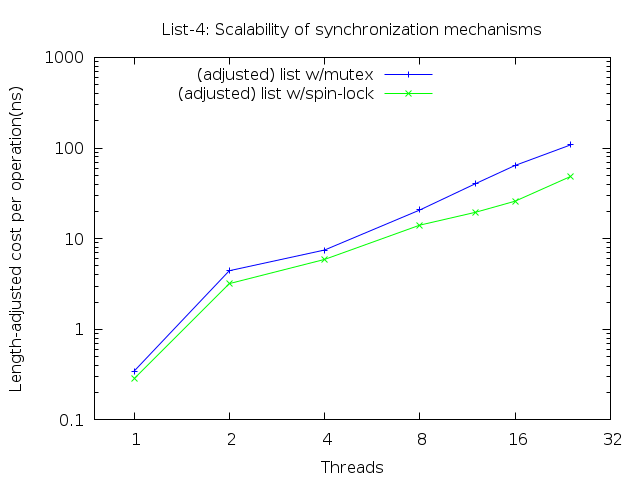 List-4: Scalability of synchronization mechanisms
(adjusted) list w/mutex
(adjusted) list w/spin-lock
Length-adjusted cost per operation(ns)
1000
100
10
1
0.1
1 2 4 8 16 32
Threads